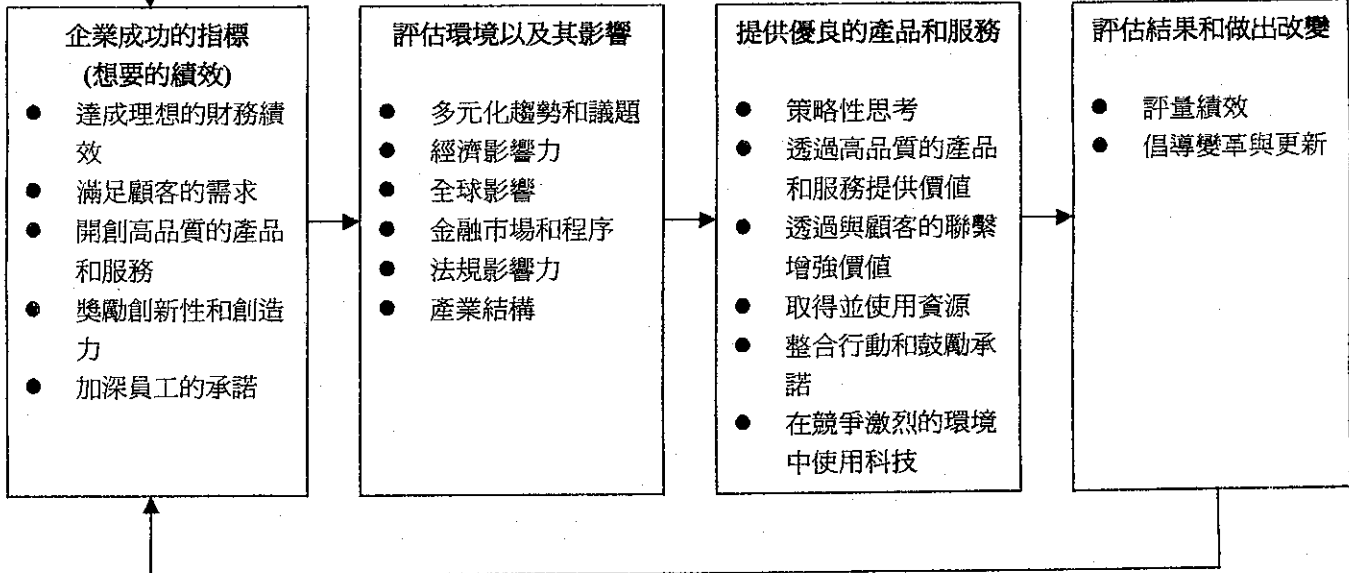 企業成功的指標
(想要的績效)
● 達成理想的財務績
效
● 滿足顧客的需求
● 開創高品質的產品
和服務
● 獎勵創新性和創造
力
● 加深員工的承諾
評估環境以及其影響
● 多元化趨勢和議題
● 經濟影響力
● 全球影響
● 金融市場和程序
● 法規影響力
● 產業結構
提供優良的產品和服務
● 策略性思考
● 透過高品質的產品
和服務提供價值
● 透過與顧客的聯繫
增強價值
● 取得並使用資源
● 整合行動和鼓勵承
諾
● 在競爭激烈的環境
中使用科技
評估結果和做出改變
● 評量績效
● 倡導變革與更新